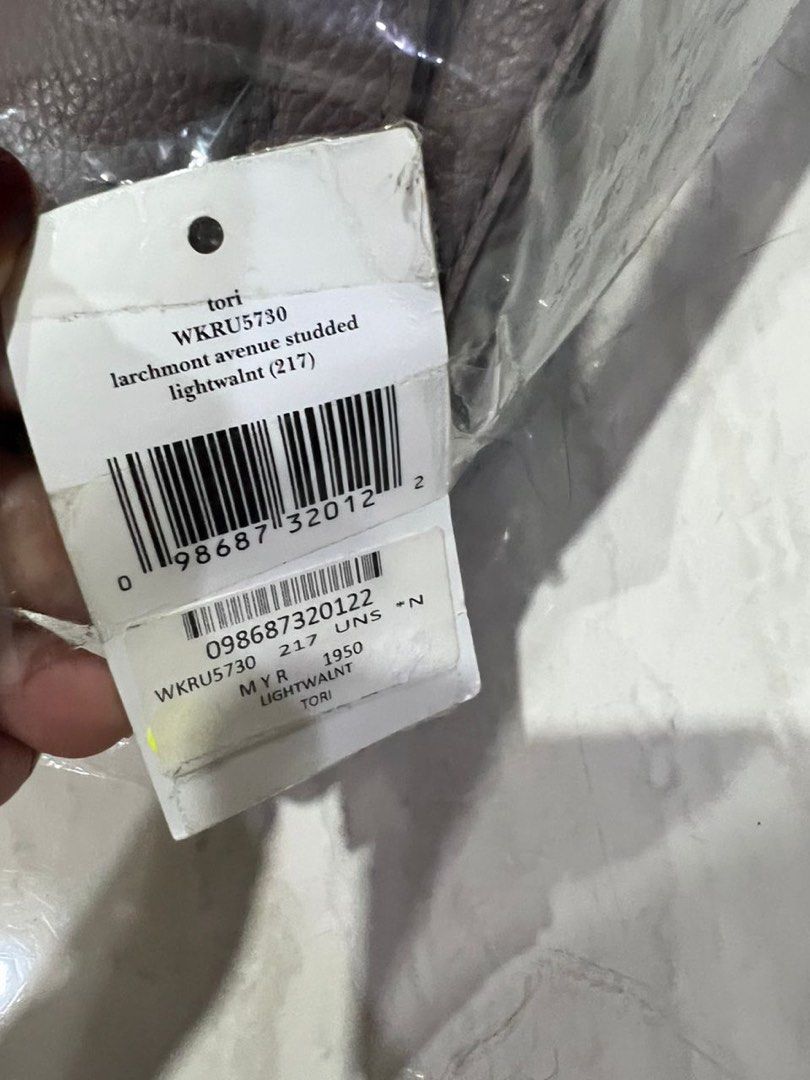 tori
WKRU5730
larchmont avenue studded
lightwalnt (217)
0 98687 32012 2
098687320122
WKRU5730 217 UNS *N
MYR 1950
LIGHTWALNT
TORI